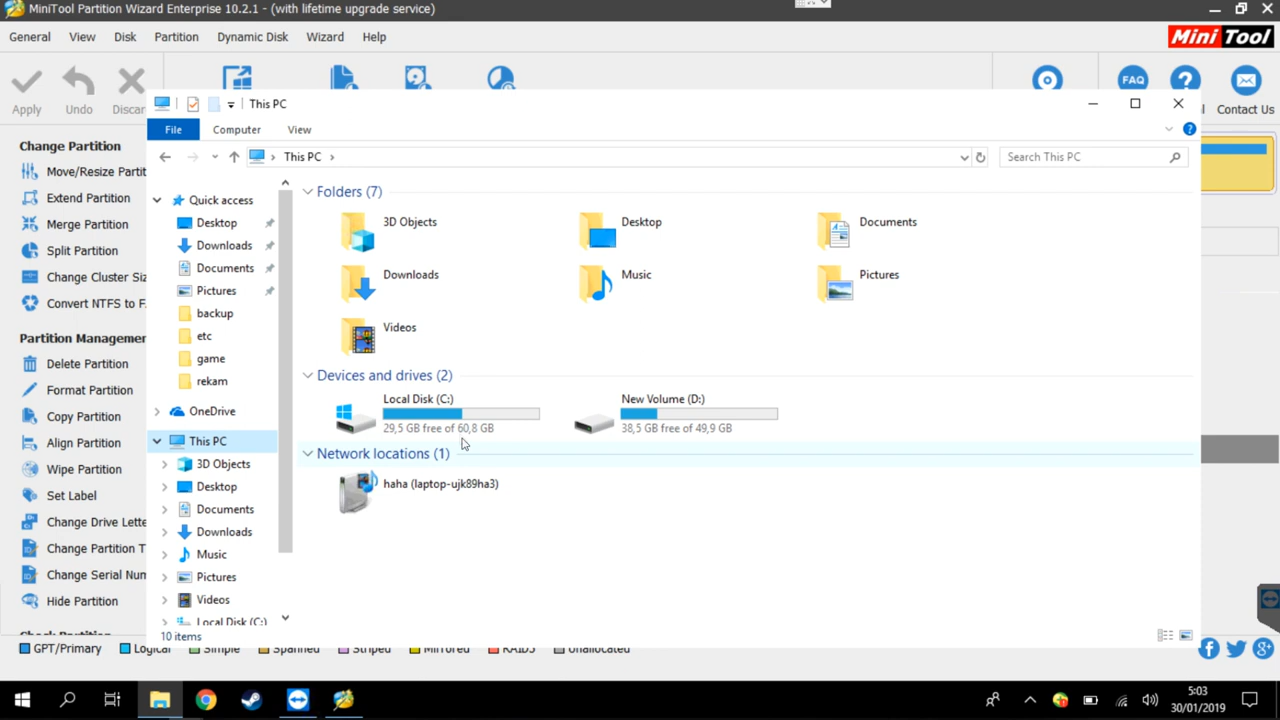 MiniTool Partition Wizard Enterprise 10.2.1 - (with lifetime upgrade service)
General View Disk Partition Dynamic Disk Wizard Help
Mini Tool
Apply Undo Discar
FAQ
Contact Us
This PC
File Computer View
This PC
Search This PC
Change Partition
Move/Resize Partit
Extend Partition
Merge Partition
Split Partition
Change Cluster Siz
Convert NTFS to F
Partition Manageme
Delete Partition
Format Partition
Copy Partition
Align Partition
Wipe Partition
Set Label
Change Drive Lette
Change Partition T
Change Serial Num
Hide Partition
Check Partition
Quick access
Desktop
Downloads
Documents
Pictures
backup
etc
game
rekam
OneDrive
This PC
3D Objects
Desktop
Documents
Downloads
Music
Pictures
Videos
Local Disk (C:)
Folders (7)
3D Objects Desktop Documents
Downloads Music Pictures
Videos
Devices and drives (2)
Local Disk (C:)
29,5 GB free of 60,8 GB
New Volume (D:)
38,5 GB free of 49,9 GB
Network locations (1)
haha (laptop-ujk89ha3)
10 items
GPT/Primary Logical Simple Spanned Striped Mirrored RAID5 Unallocated
5:03
30/01/2019